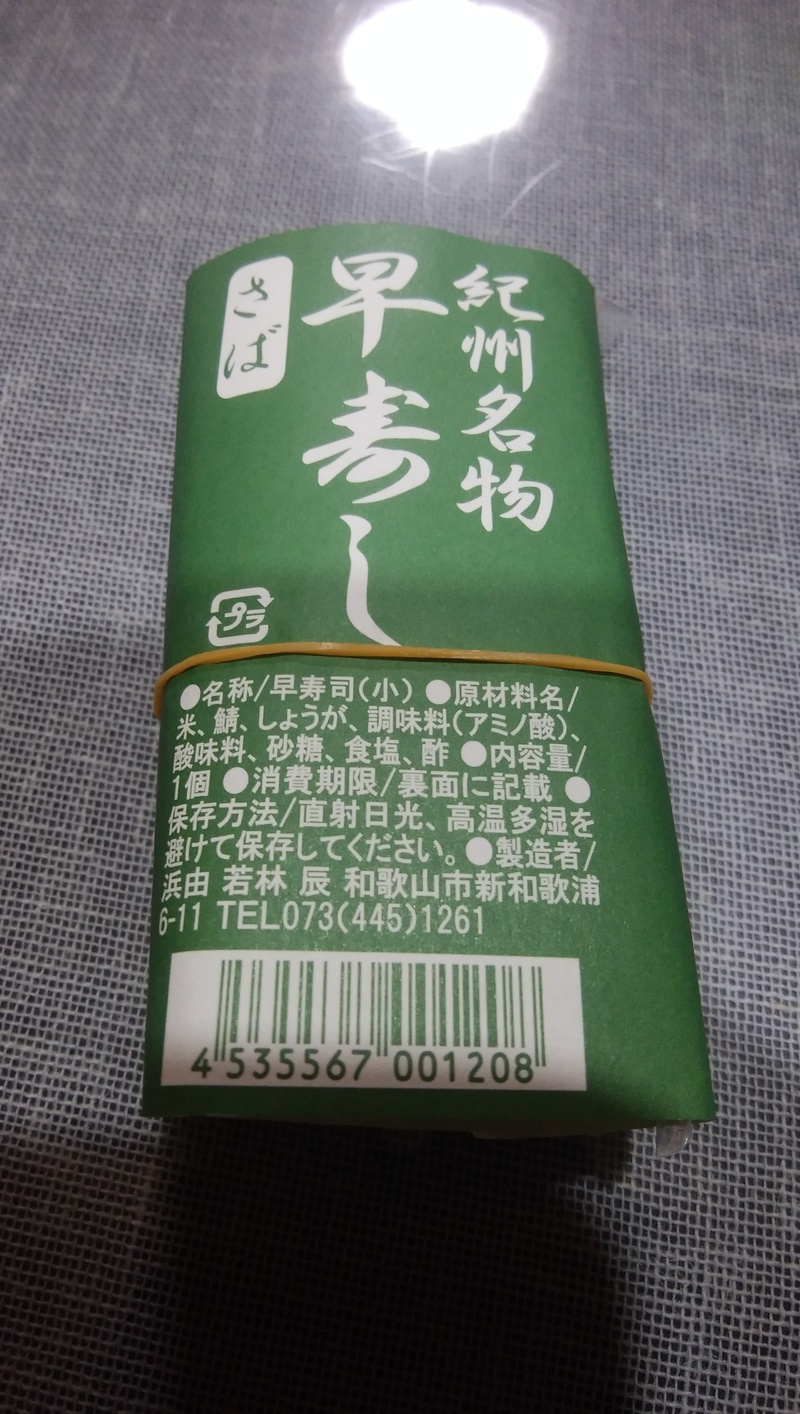 紀州名物
早寿し
さば
プラ
●名称/早寿司(小) ●原材料名/
米、鯖、しょうが、調味料(アミノ酸)、
酸味料、砂糖、食塩、酢 ●内容量/
1個 ●消費期限/裏面に記載 ●
保存方法/直射日光、高温多湿を
避けて保存してください。●製造者/
浜由 若林 辰 和歌山市新和歌浦
6-11 TEL073(445)1261
4 535567 001208